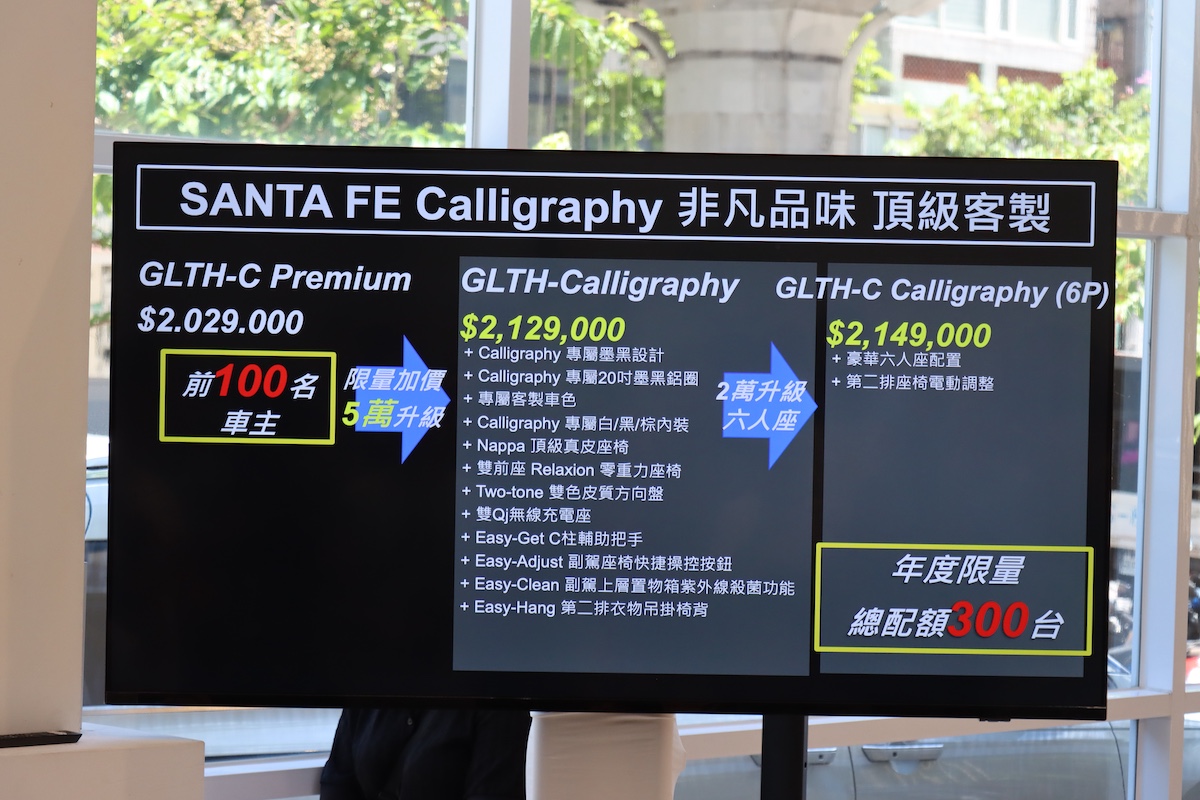 SANTA FE Calligraphy 非凡品味 頂級客製
GLTH-C Premium
$2.029.000
前100名
車主
限量加價
5萬升級
GLTH-Calligraphy
$2,129,000
+ Calligraphy 專屬墨黑設計
+ Calligraphy 專屬20吋墨黑鋁圈
+ 專屬客製車色
+ Calligraphy 專屬白/黑/棕內裝
+ Nappa 頂級真皮座椅
+ 雙前座 Relaxion 零重力座椅
+ Two-tone 雙色皮質方向盤
+ 雙Qi無線充電座
+ Easy-Get C柱輔助把手
+ Easy-Adjust 副駕座椅快捷操控按鈕
+ Easy-Clean 副駕上層置物箱紫外線殺菌功能
+ Easy-Hang 第二排衣物吊掛椅背
2萬升級
六人座
GLTH-C Calligraphy (6P)
$2,149,000
+ 豪華六人座配置
+ 第二排座椅電動調整
年度限量
總配額300台